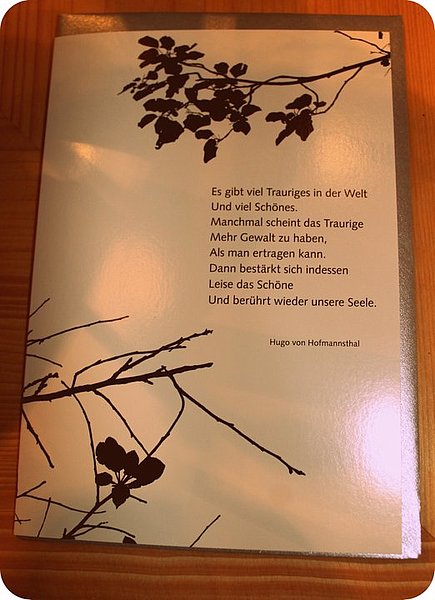 Es gibt viel Trauriges in der Welt
Und viel Schönes.
Manchmal scheint das Traurige
Mehr Gewalt zu haben,
Als man ertragen kann.
Dann bestärkt sich indessen
Leise das Schöne
Und berührt wieder unsere Seele.
Hugo von Hofmannsthal